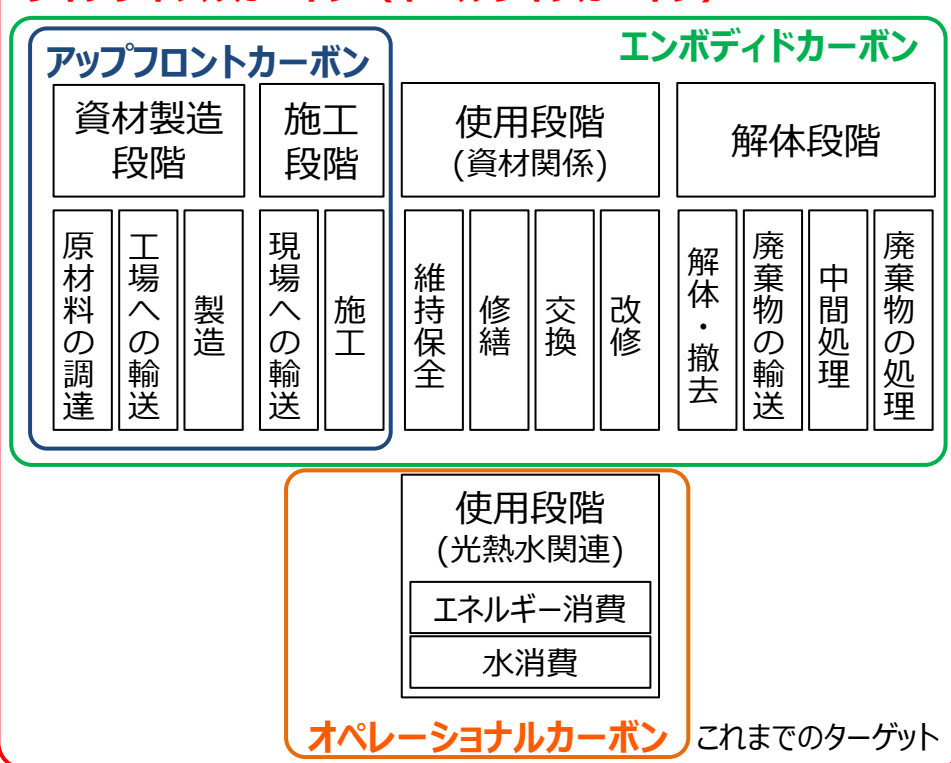 アップフロントカーボン
エンボディドカーボン
資材製造
段階
施工
段階
使用段階
(資材関係)
解体段階
原材料の調達
工場への輸送
製造
現場への輸送
施工
維持保全
修繕
交換
改修
解体・撤去
廃棄物の輸送
中間処理
廃棄物の処理
使用段階
(光熱水関連)
エネルギー消費
水消費
オペレーショナルカーボン
これまでのターゲット